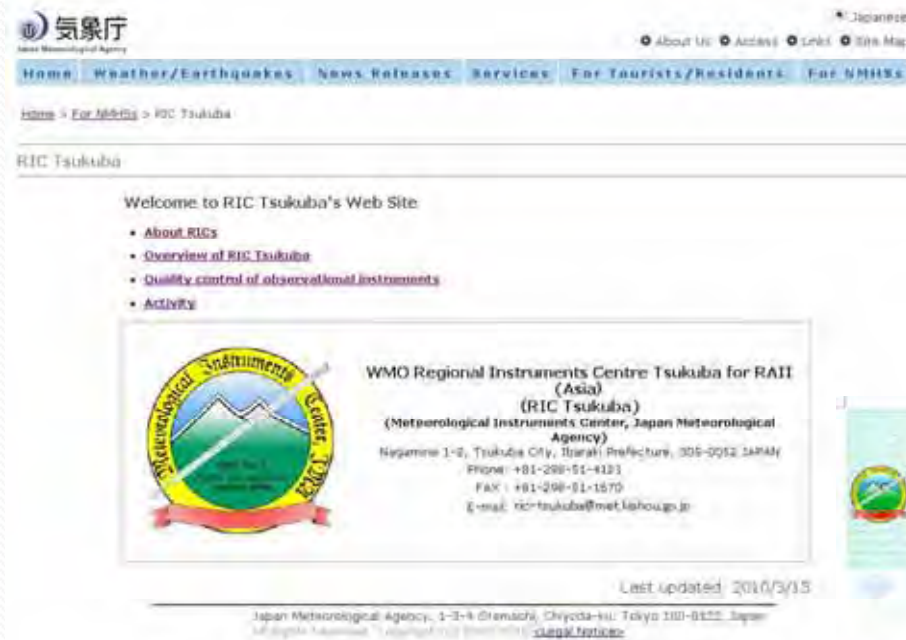 Japanese
気象庁
Japan Meteorological Agency
About Us Access Links Site Map
Home Weather/Earthquakes News Releases Services For Tourists/Residents For NMHSs
Home > For NMHSs > RIC Tsukuba
RIC Tsukuba
Welcome to RIC Tsukuba's Web Site
• About RICs
• Overview of RIC Tsukuba
• Quality control of observational instruments
• Activity
Meteorological Instruments Center,
WMO Regional Instruments Centre Tsukuba for RAII
(Asia)
(RIC Tsukuba)
(Meteorological Instruments Center, Japan Meteorological
Agency)
Nagamine 1-2, Tsukuba City, Ibaraki Prefecture, 305-0052 JAPAN
Phone: +81-298-51-4121
FAX : +81-298-51-1670
E-mail: ric-tsukuba@met.kishou.go.jp
Last updated: 2010/3/15
Japan Meteorological Agency, 1-3-4 Otemachi, Chiyoda-ku, Tokyo 100-8122, Japan
<Legal Notices>